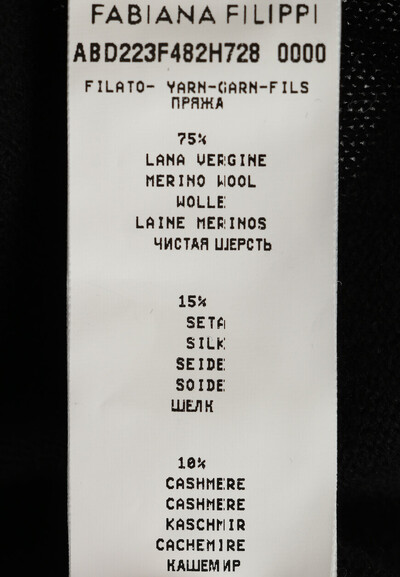 FABIANA FILIPPI
ABD223F482H728 0000
FILATO- YARN-GARN-FILS
ПРЯЖА
75%
LANA VERGINE
MERINO WOOL
WOLLE
LAINE MERINOS
ЧИСТАЯ ШЕРСТЬ
15%
SETA
SILK
SEIDE
SOIDE
ШЕЛК
10%
CASHMERE
CASHMERE
KASCHMIR
CACHEMIRE
КАШЕМИР